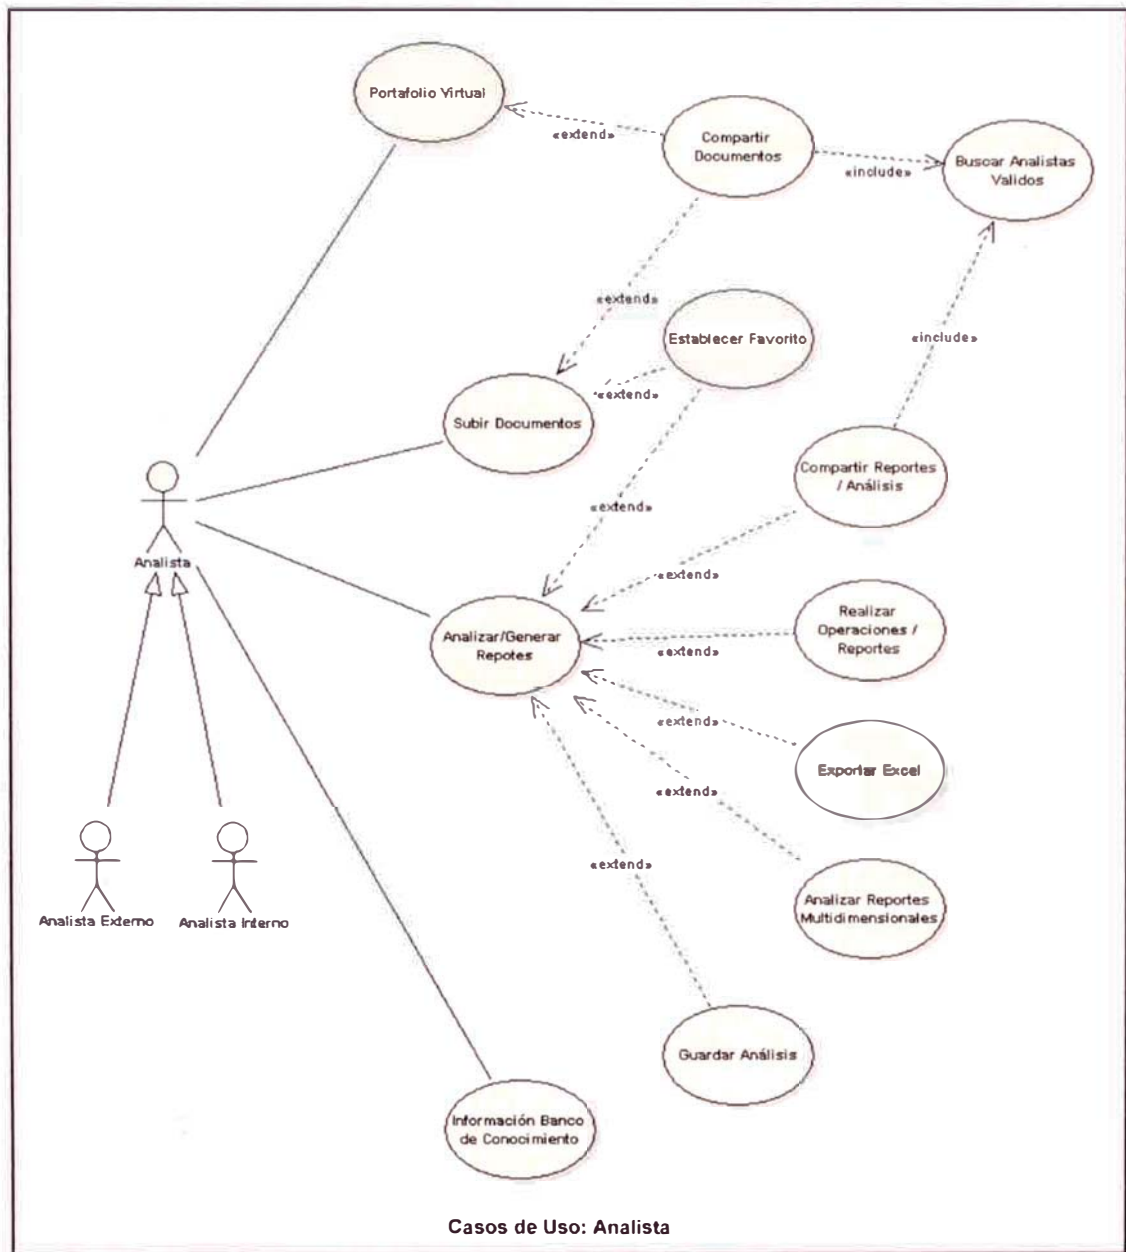 Portafolio Virtual
«extend»
Compartir
Documentos
«include»
Buscar Analistas
Validos
«extend»
Establecer Favorito
«include»
«extend»
Subir Documentos
Compartir Reportes
/ Análisis
«extend»
Analista
«extend»
Analizar/Generar
Repotes
Realizar
Operaciones /
Reportes
«extend»
«extend»
Exportar Excel
«extend»
«extend»
Analizar Reportes
Multidimensionales
Analista Externo
Analista Interno
Guardar Análisis
Información Banco
de Conocimiento
Casos de Uso: Analista